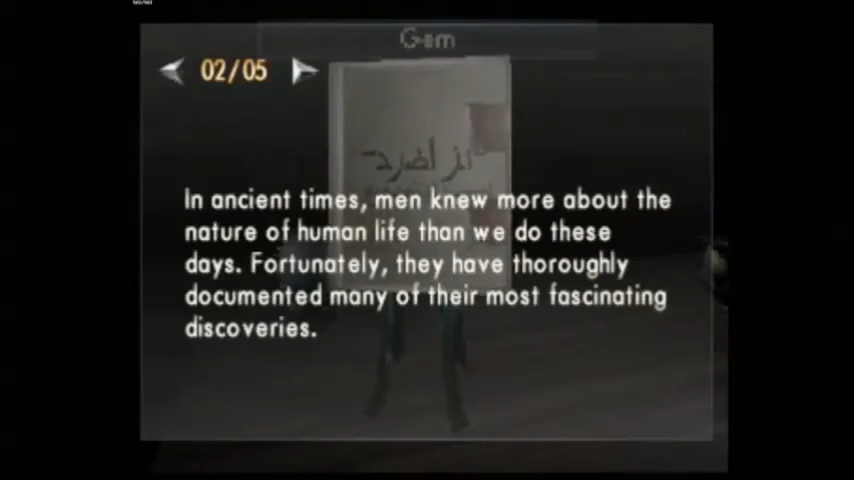 Gem
02/05
In ancient times, men knew more about the
nature of human life than we do these
days. Fortunately, they have thoroughly
documented many of their most fascinating
discoveries.